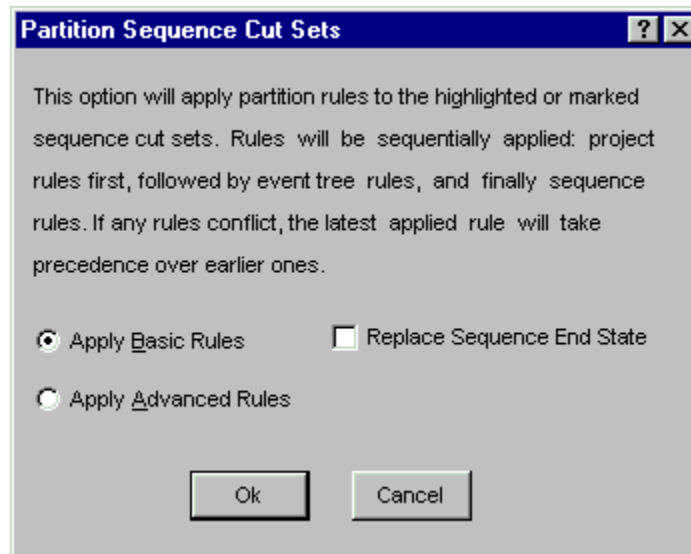 Partition Sequence Cut Sets
This option will apply partition rules to the highlighted or marked
sequence cut sets. Rules will be sequentially applied: project
rules first, followed by event tree rules, and finally sequence
rules. If any rules conflict, the latest applied rule will take
precedence over earlier ones.
Apply Basic Rules
Replace Sequence End State
Apply Advanced Rules
Ok
Cancel